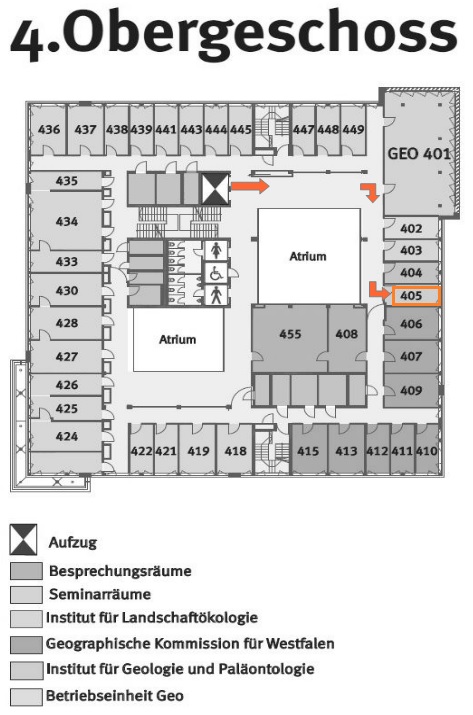 4.Obergeschoss
436 437 438 439 441 443 444 445 447 448 449
GEO 401
435
434
402
433
403
Atrium
404
430
405
428
Atrium
455 408
406
427
407
426
409
425
424
422 421 419 418 415 413 412 411 410
Aufzug
Besprechungsräume
Seminarräume
Institut für Landschaftökologie
Geographische Kommission für Westfalen
Institut für Geologie und Paläontologie
Betriebseinheit Geo